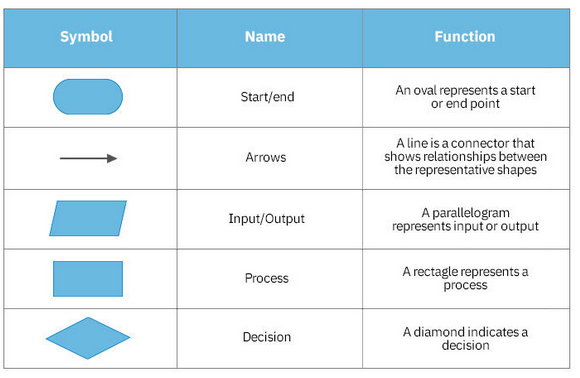 Symbol Name Function
Start/end
An oval represents a start
or end point
Arrows
A line is a connector that
shows relationships between
the representative shapes
Input/Output
A parallelogram
represents input or output
Process
A rectagle represents a
process
Decision
A diamond indicates a
decision